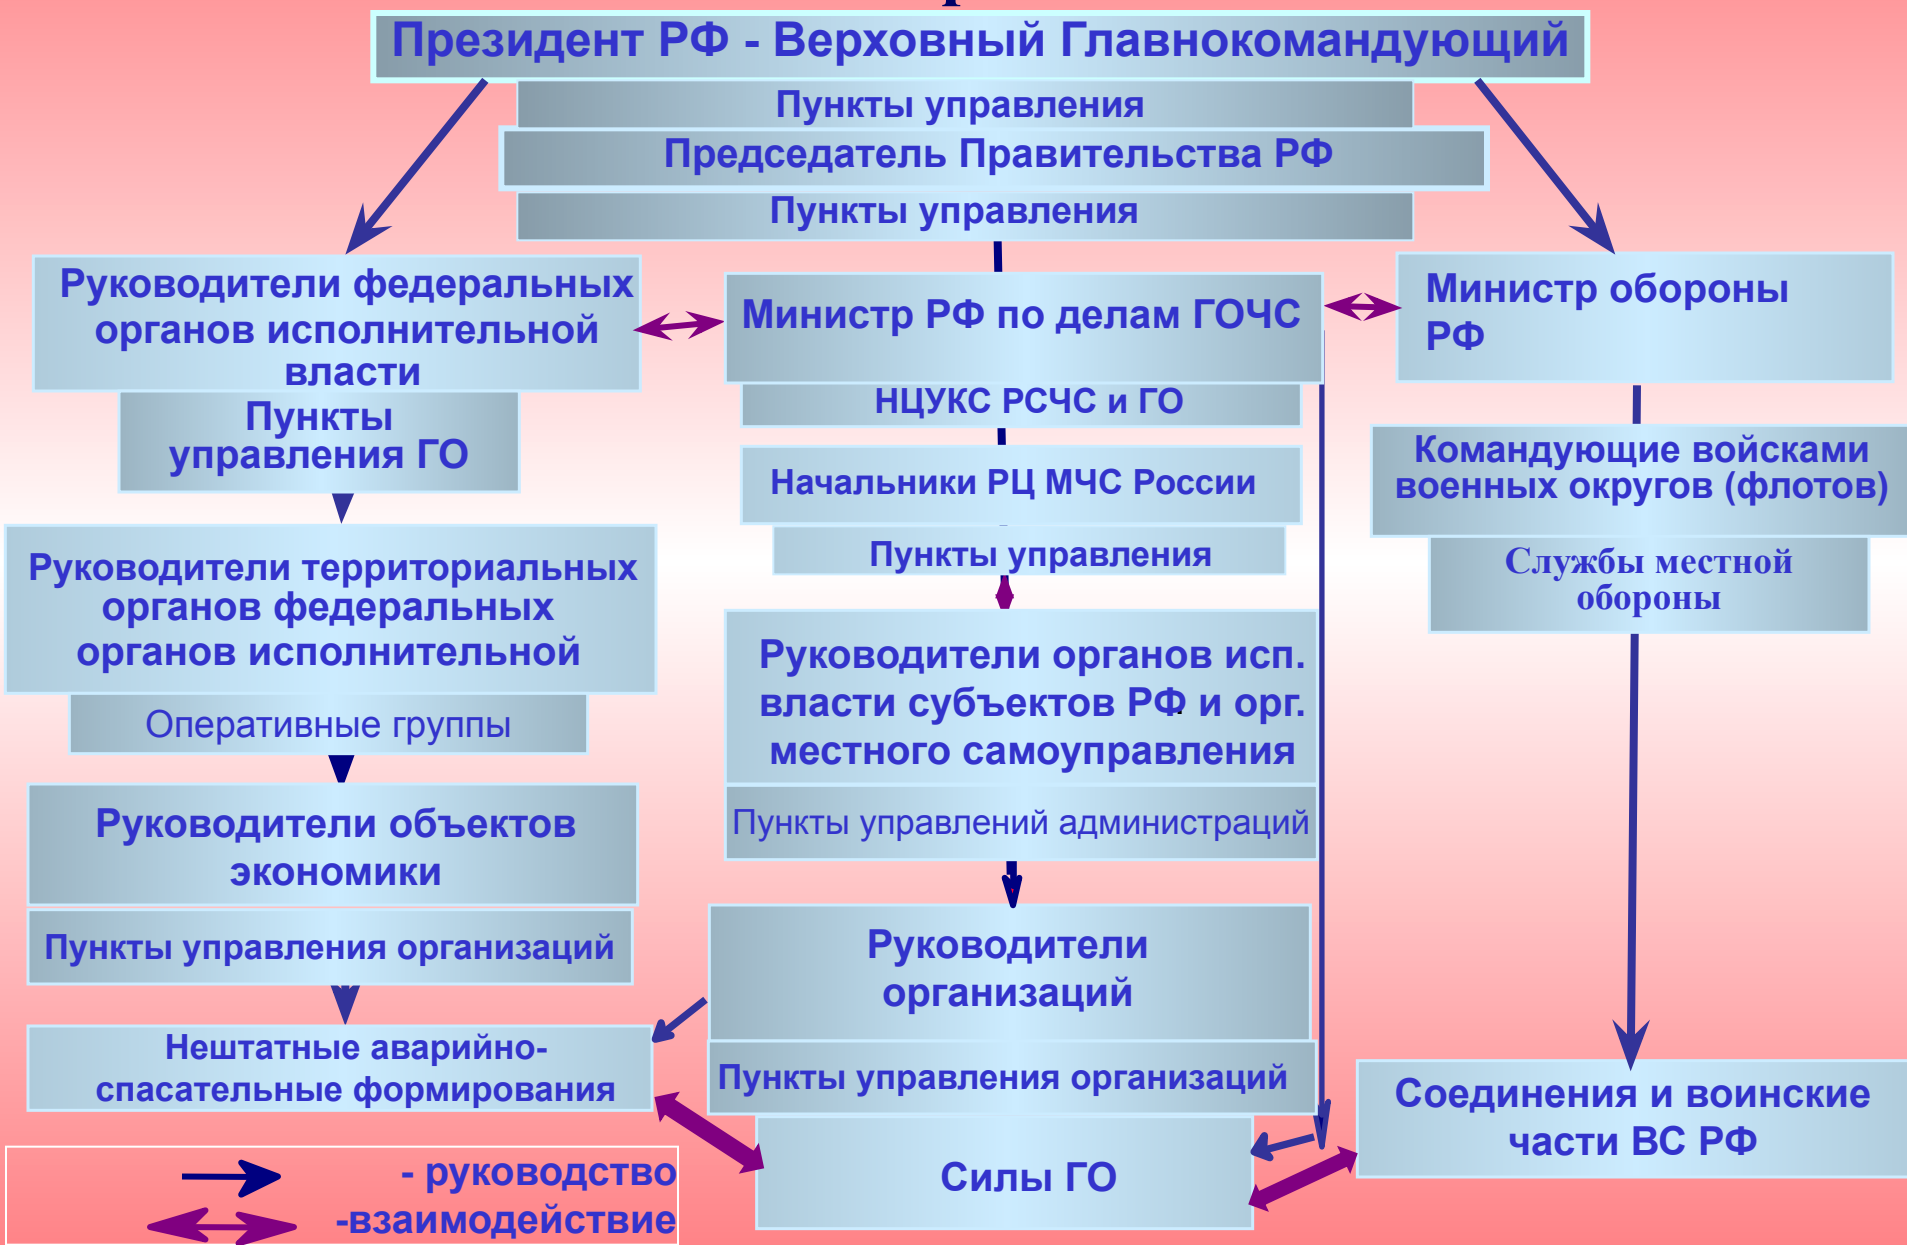 Президент РФ - Верховный Главнокомандующий
Пункты управления
Председатель Правительства РФ
Пункты управления
Руководители федеральных
органов исполнительной
власти
Пункты
управления ГО
Министр РФ по делам ГОЧС
НЦУКС РСЧС и ГО
Министр обороны
РФ
Начальники РЦ МЧС России
Пункты управления
Командующие войсками
военных округов (флотов)
Службы местной
обороны
Руководители территориальных
органов федеральных
органов исполнительной
Оперативные группы
Руководители органов исп.
власти субъектов РФ и орг.
местного самоуправления
Пункты управлений администраций
Руководители объектов
экономики
Пункты управления организаций
Руководители
организаций
Пункты управления организаций
Нештатные аварийно-
спасательные формирования
Силы ГО
Соединения и воинские
части ВС РФ
- руководство
-взаимодействие